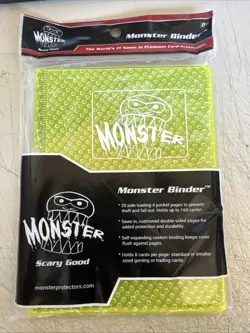 MONSTER
Monster Binder™
The World's #1 Name in Premium Card Protection
MONSTER
MONSTER
Scary Good
monsterprotectors.com
Monster Binder™
• 20 side-loading 4 pocket pages to prevent
theft and fall-out. Holds up to 160 cards!
• Sewn in, cushioned double-sided pages for
added protection and durability.
• Self expanding custom binding keeps cover
flush against pages.
• Holds 8 cards per page- standard or smaller
sized gaming or trading cards.